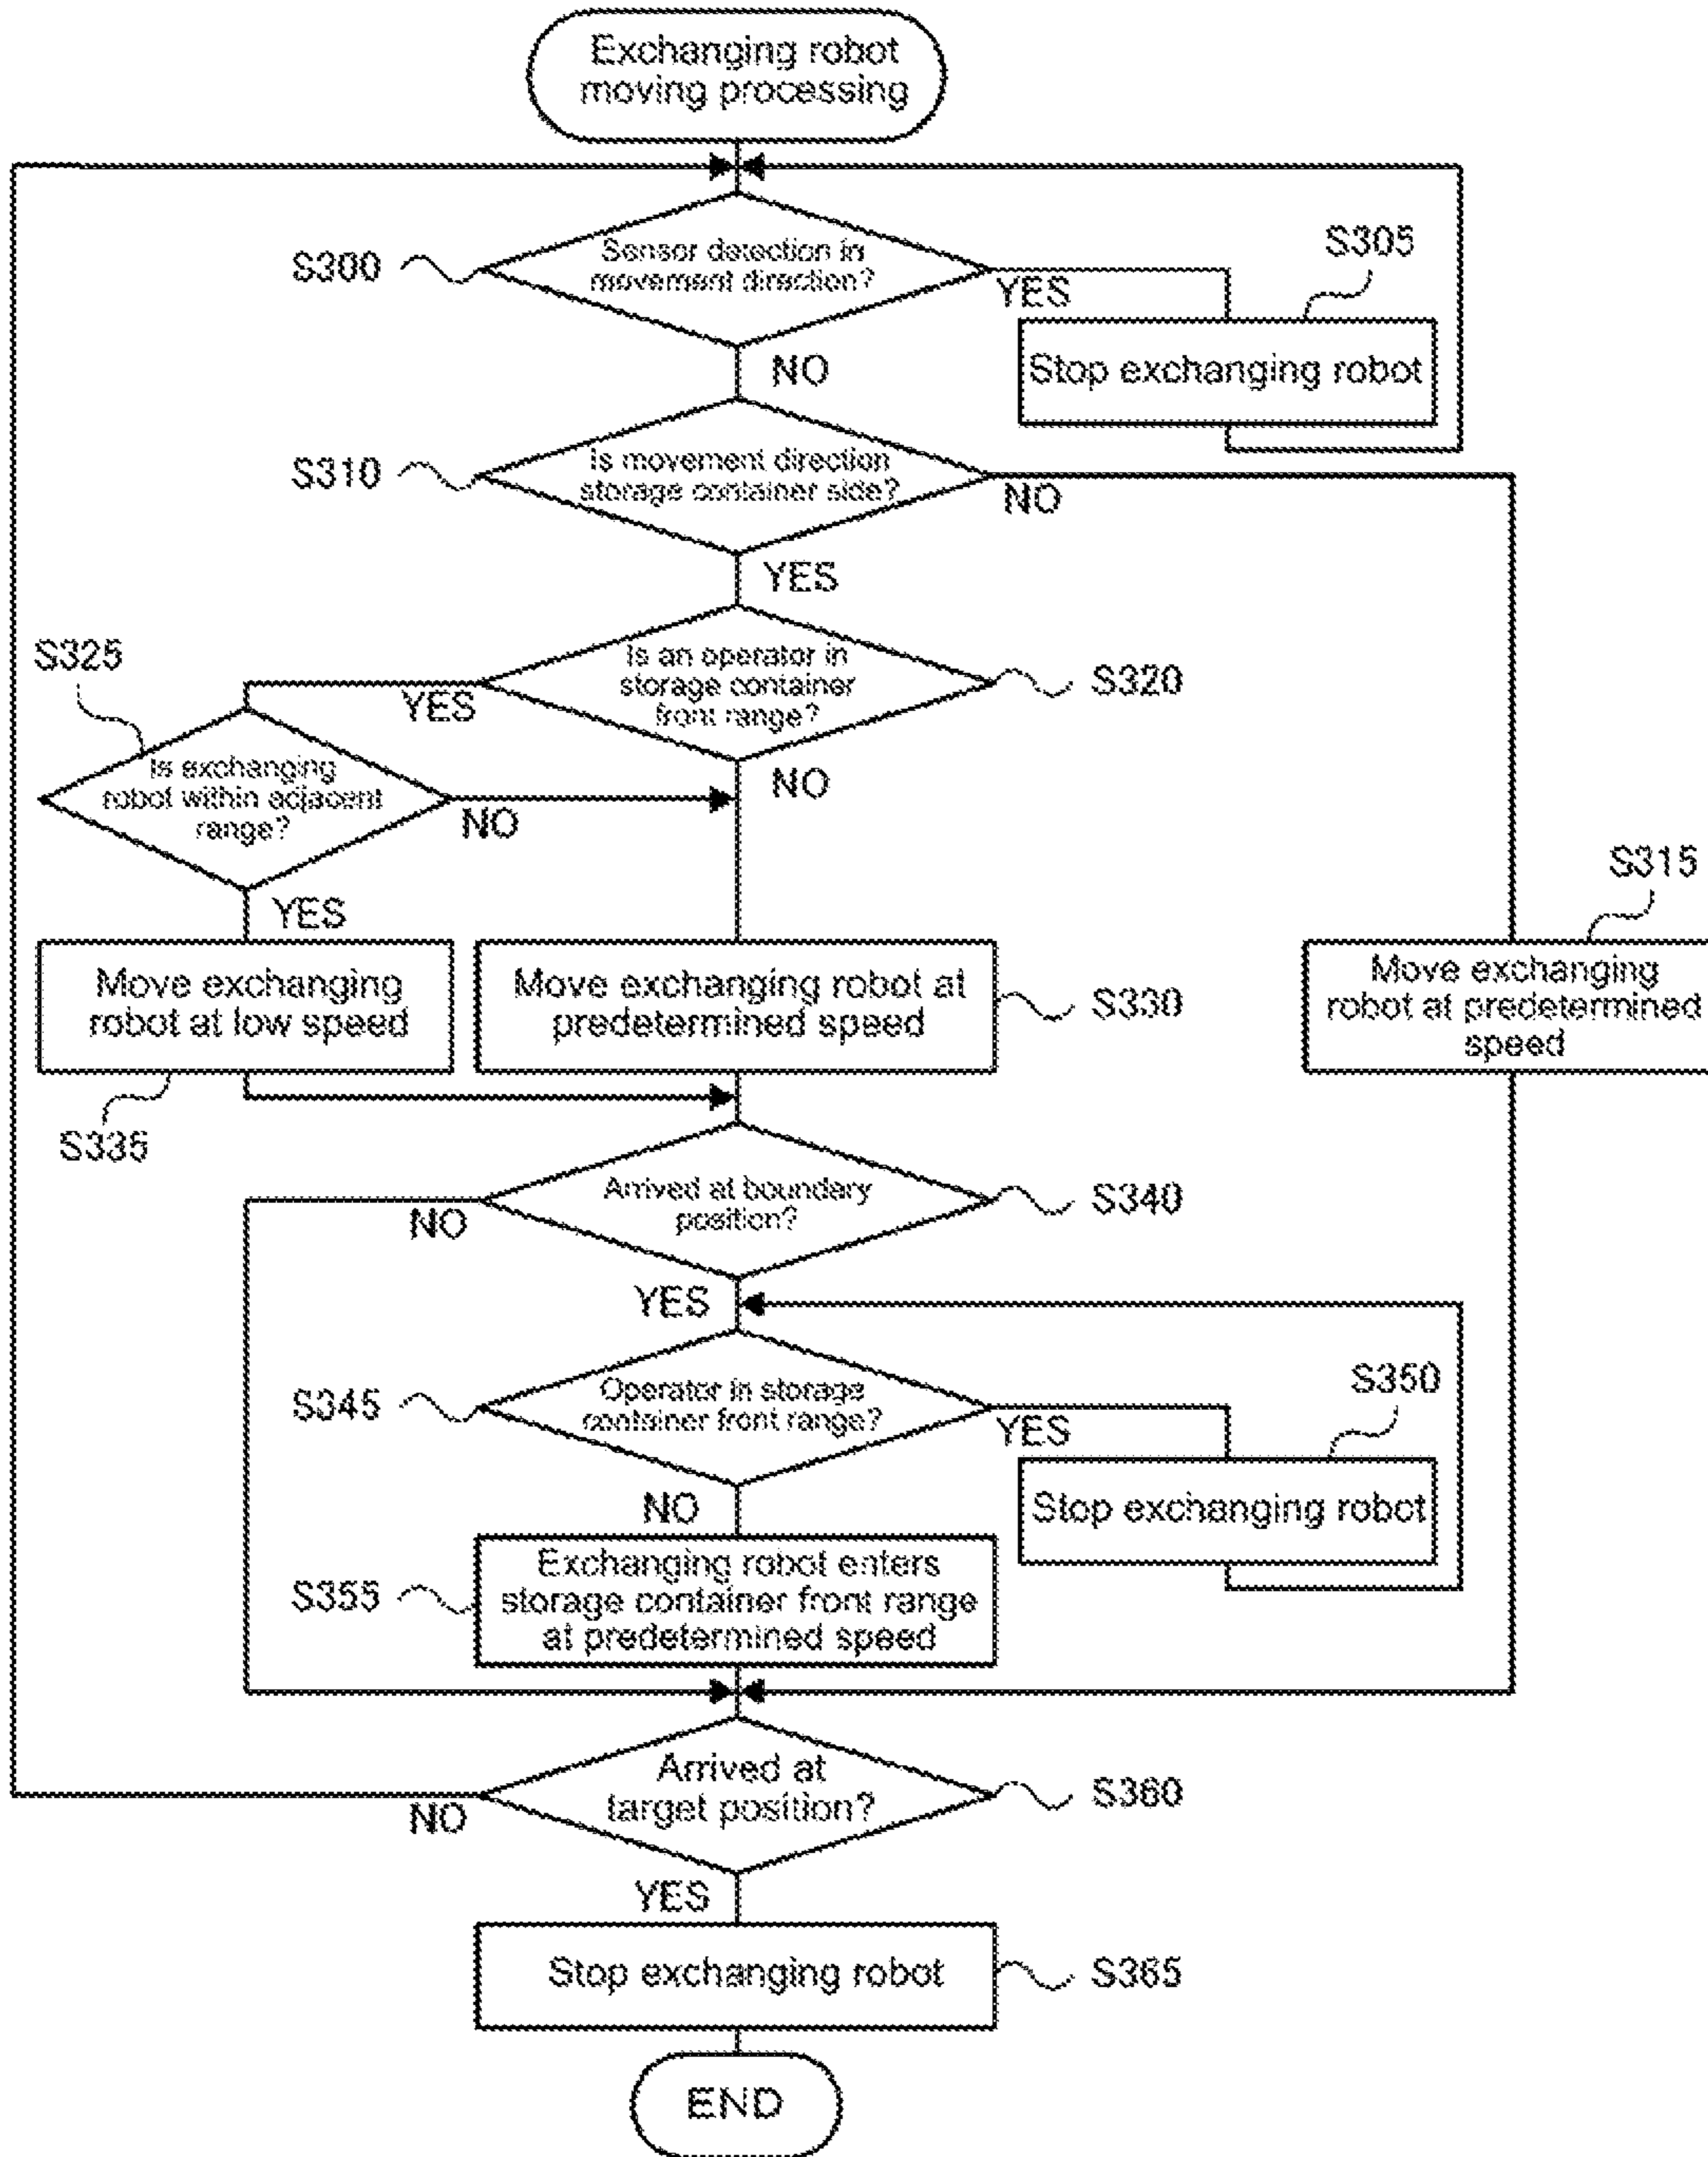 Exchanging robot
moving processing
S300
Sensor detection in
movement direction?
YES
S305
Stop exchanging robot
NO
S310
Is movement direction
storage container side?
NO
YES
S325
Is an operator in
storage container
front range?
S320
YES
NO
Is exchanging
robot within adjacent
range?
NO
YES
S315
Move exchanging
robot at low speed
Move exchanging robot at
predetermined speed
S330
Move exchanging
robot at predetermined
speed
S335
Arrived at boundary
position?
S340
NO
YES
S345
Operator in storage
container front range?
YES
S350
Stop exchanging robot
NO
S355
Exchanging robot enters
storage container front range
at predetermined speed
Arrived at
target position?
S360
NO
YES
Stop exchanging robot
S365
END